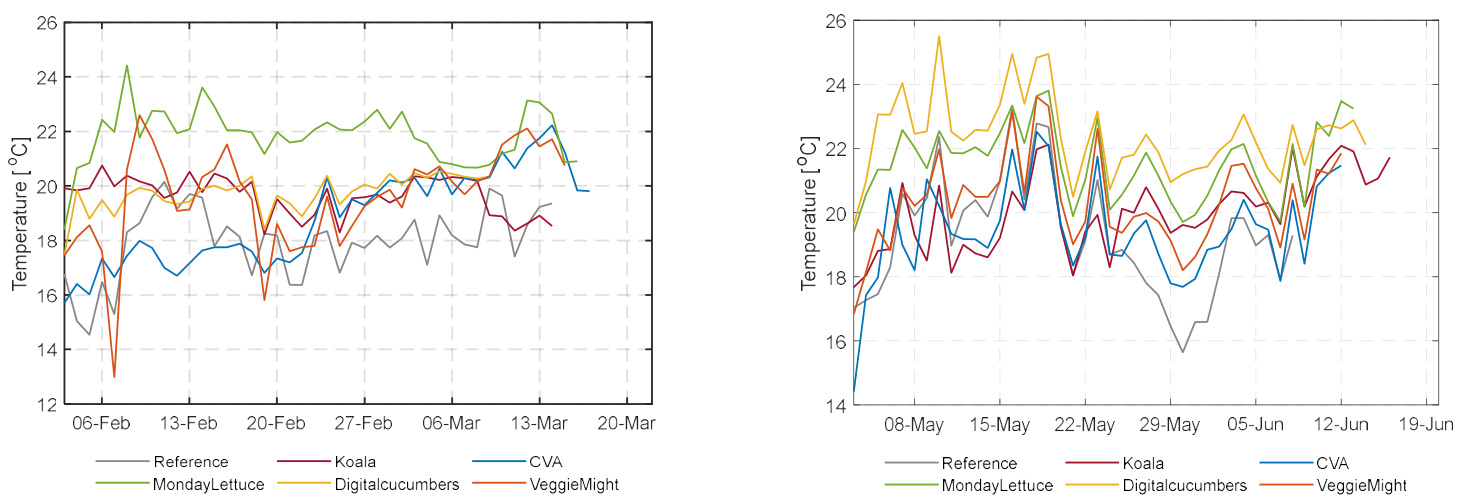 26
24
22
20
18
16
14
12
Temperature [ °C]
06-Feb 13-Feb 20-Feb 27-Feb 06-Mar 13-Mar 20-Mar
Reference Koala CVA
MondayLettuce Digitalcucumbers VeggieMight
26
24
22
20
18
16
14
Temperature [ °C]
08-May 15-May 22-May 29-May 05-Jun 12-Jun 19-Jun
Reference Koala CVA
MondayLettuce Digitalcucumbers VeggieMight